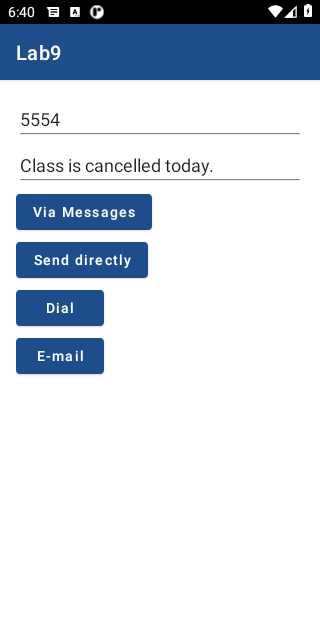 6:40
Lab9
5554
Class is cancelled today.
Via Messages
Send directly
Dial
E-mail